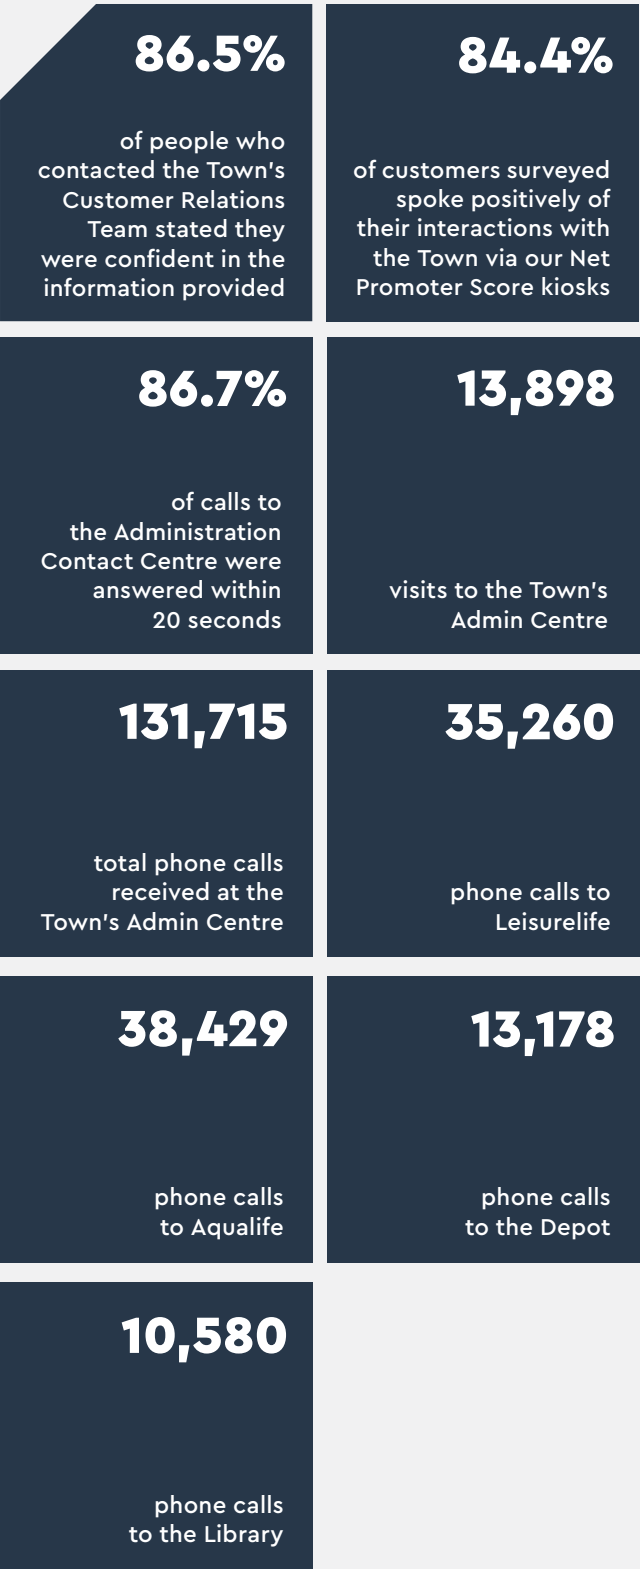 86.5%
of people who
contacted the Town's
Customer Relations
Team stated they
were confident in the
information provided
84.4%
of customers surveyed
spoke positively of
their interactions with
the Town via our Net
Promoter Score kiosks
86.7%
of calls to
the Administration
Contact Centre were
answered within
20 seconds
13,898
visits to the Town's
Admin Centre
131,715
total phone calls
received at the
Town's Admin Centre
35,260
phone calls to
Leisurelife
38,429
phone calls
to Aqualife
13,178
phone calls
to the Depot
10,580
phone calls
to the Library